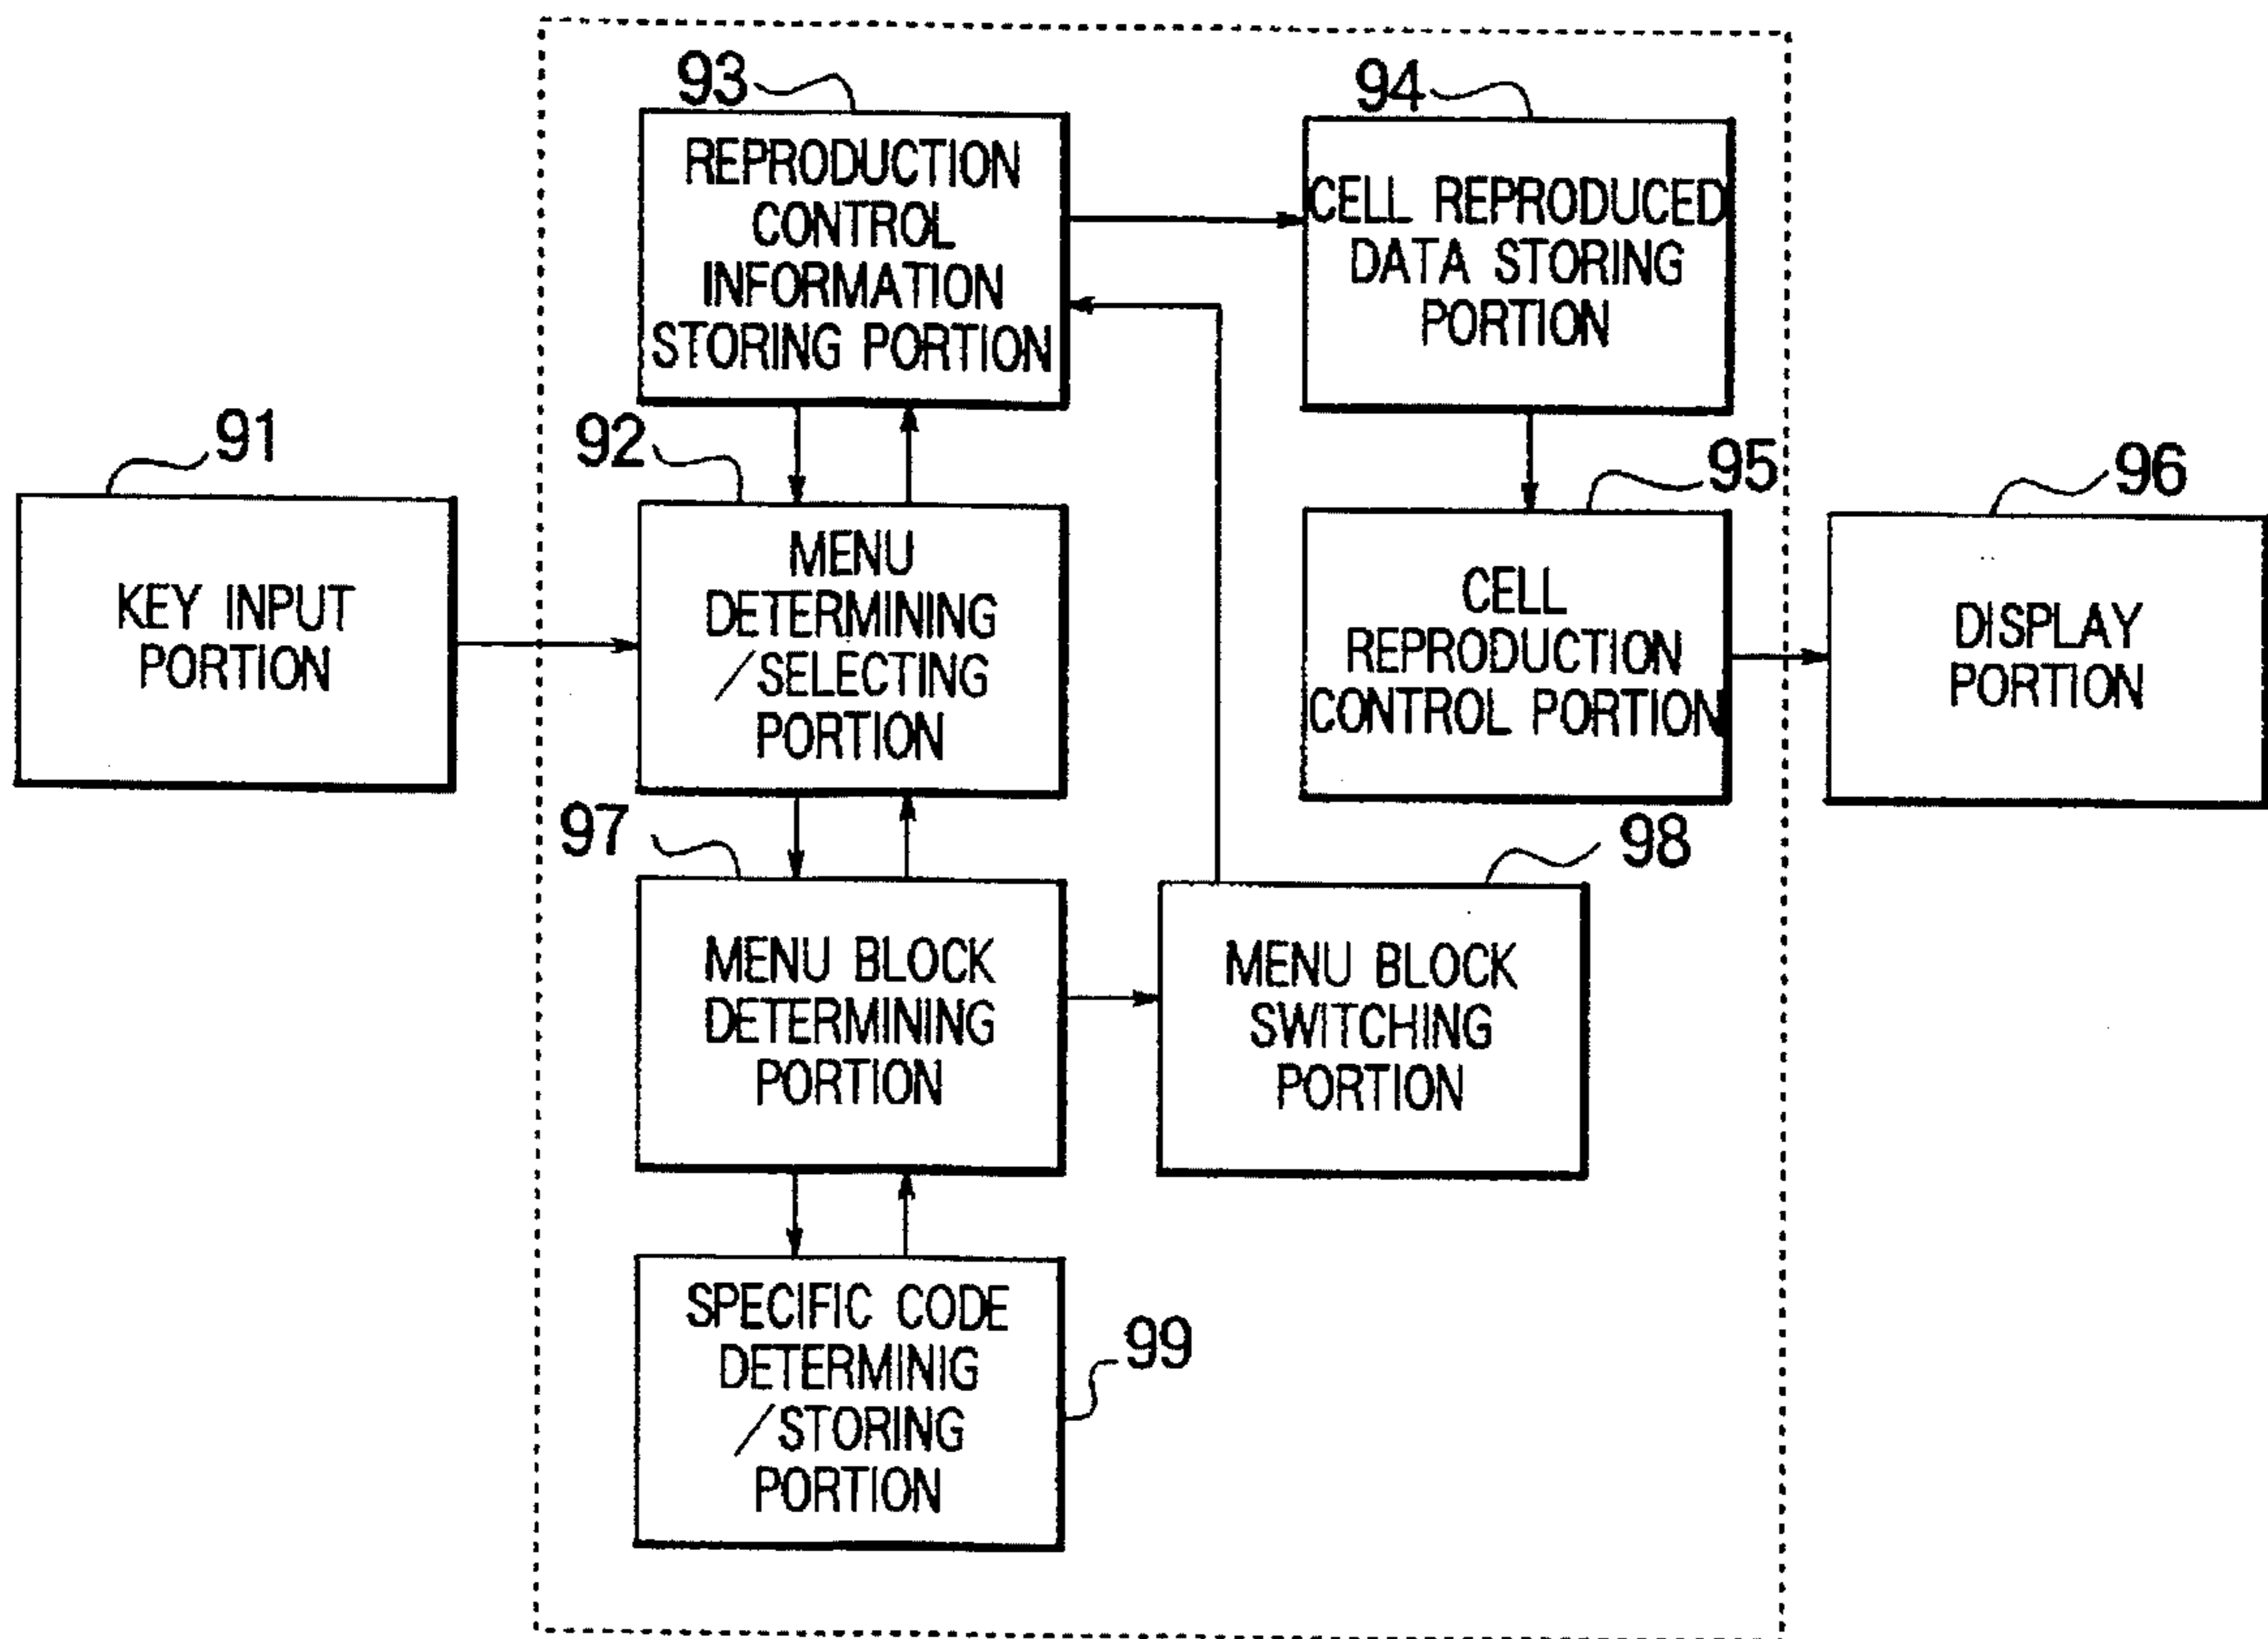 93
REPRODUCTION
CONTROL
INFORMATION
STORING PORTION
94
CELL REPRODUCED
DATA STORING
PORTION
91
KEY INPUT
PORTION
92
MENU
DETERMINING
/SELECTING
PORTION
95
CELL
REPRODUCTION
CONTROL PORTION
96
DISPLAY
PORTION
97
MENU BLOCK
DETERMINING
PORTION
98
MENU BLOCK
SWITCHING
PORTION
SPECIFIC CODE
DETERMINIG
/STORING
PORTION
99